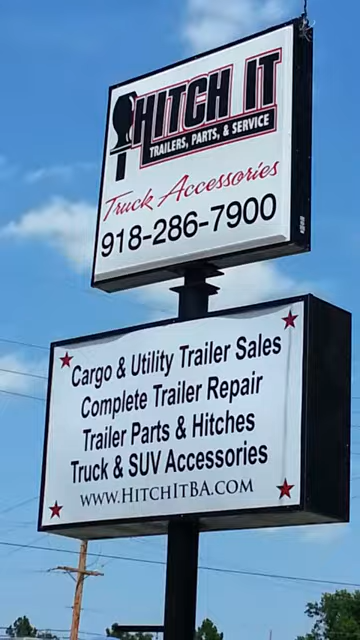 HITCH IT
TRAILERS, PARTS, & SERVICE
Truck Accessories
918-286-7900
Cargo & Utility Trailer Sales
Complete Trailer Repair
Trailer Parts & Hitches
Truck & SUV Accessories
WWW.HITCHITBA.COM